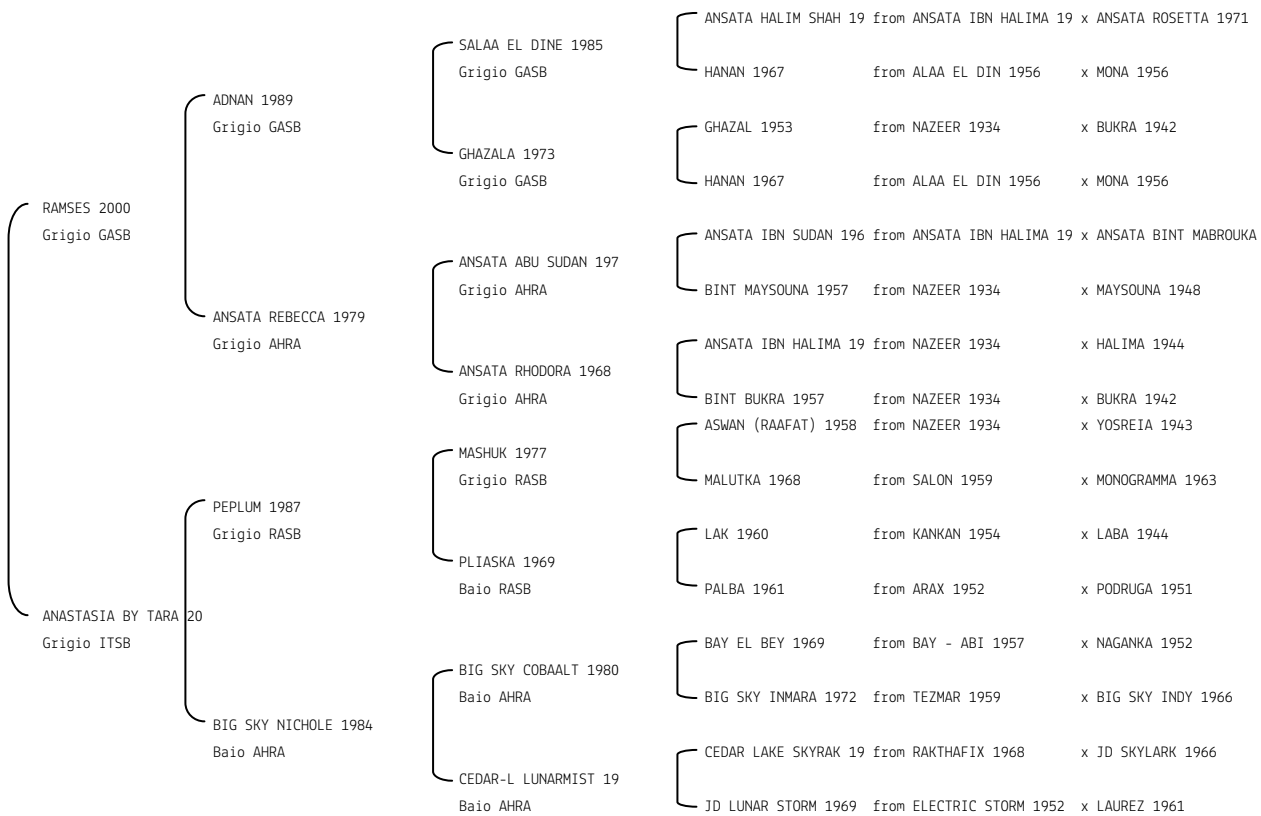 ANSATA HALIM SHAH 19 from ANSATA IBN HALIMA 19 x ANSATA ROSETTA 1971
SALAA EL DINE 1985
Grigio GASB
HANAN 1967 from ALAA EL DIN 1956 x MONA 1956
ADNAN 1989
Grigio GASB
GHAZAL 1953 from NAZEER 1934 x BUKRA 1942
GHAZALA 1973
Grigio GASB
HANAN 1967 from ALAA EL DIN 1956 x MONA 1956
RAMSES 2000
Grigio GASB
ANSATA IBN SUDAN 196 from ANSATA IBN HALIMA 19 x ANSATA BINT MABROUKA
ANSATA ABU SUDAN 197
Grigio AHRA
BINT MAYSOUNA 1957 from NAZEER 1934 x MAYSOUNA 1948
ANSATA REBECCA 1979
Grigio AHRA
ANSATA IBN HALIMA 19 from NAZEER 1934 x HALIMA 1944
ANSATA RHODORA 1968
Grigio AHRA
BINT BUKRA 1957 from NAZEER 1934 x BUKRA 1942
ASWAN (RAAFAT) 1958 from NAZEER 1934 x YOSREIA 1943
MASHUK 1977
Grigio RASB
MALUTKA 1968 from SALON 1959 x MONOGRAMMA 1963
PEPLUM 1987
Grigio RASB
LAK 1960 from KANKAN 1954 x LABA 1944
PLIASKA 1969
Baio RASB
PALBA 1961 from ARAX 1952 x PODRUGA 1951
ANASTASIA BY TARA 20
Grigio ITSB
BAY EL BEY 1969 from BAY - ABI 1957 x NAGANKA 1952
BIG SKY COBAALT 1980
Baio AHRA
BIG SKY INMARA 1972 from TEZMAR 1959 x BIG SKY INDY 1966
BIG SKY NICHOLE 1984
Baio AHRA
CEDAR LAKE SKYRAK 19 from RAKTHAFIX 1968 x JD SKYLARK 1966
CEDAR-L LUNARMIST 19
Baio AHRA
JD LUNAR STORM 1969 from ELECTRIC STORM 1952 x LAUREZ 1961